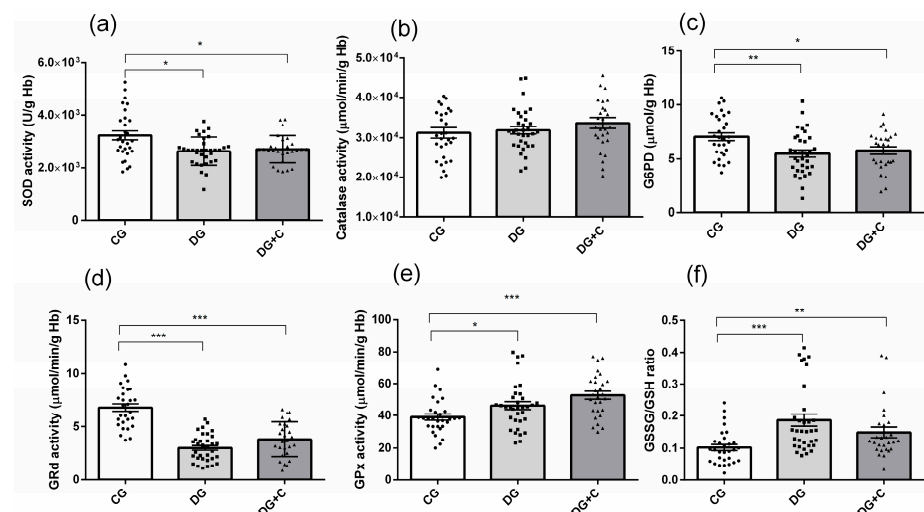 (a)
SOD activity (U/g Hb)
6.0×10³
4.0×10³
2.0×10³
0
*
*
CG
DG
DG+C
(b)
Catalase activity (μmol/min/g Hb)
5.0×10⁴
4.0×10⁴
3.0×10⁴
2.0×10⁴
1.0×10⁴
CG
DG
DG+C
(c)
G6PD (μmol/g Hb)
15
10
5
0
*
**
CG
DG
DG+C
(d)
GRd activity (μmol/min/g Hb)
15
10
5
0
***
***
CG
DG
DG+C
(e)
GPx activity (μmol/min/g Hb)
100
80
60
40
20
0
***
*
CG
DG
DG+C
(f)
GSSG/GSH ratio
0.5
0.4
0.3
0.2
0.1
0.0
**
***
CG
DG
DG+C